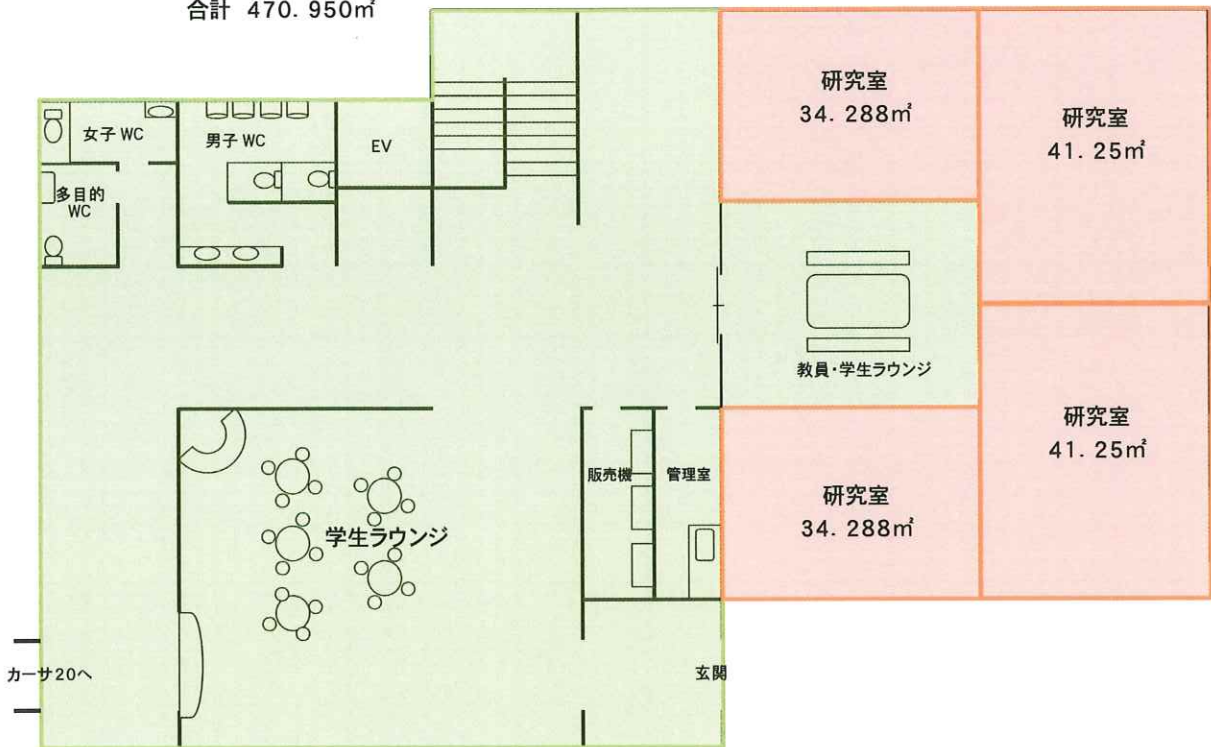 合計 470. 950㎡
研究室
34. 288㎡
研究室
41. 25㎡
女子 WC
男子 WC
EV
多目的
WC
教員・学生ラウンジ
研究室
41. 25㎡
販売機
管理室
研究室
34. 288㎡
学生ラウンジ
カーサ20へ
玄関